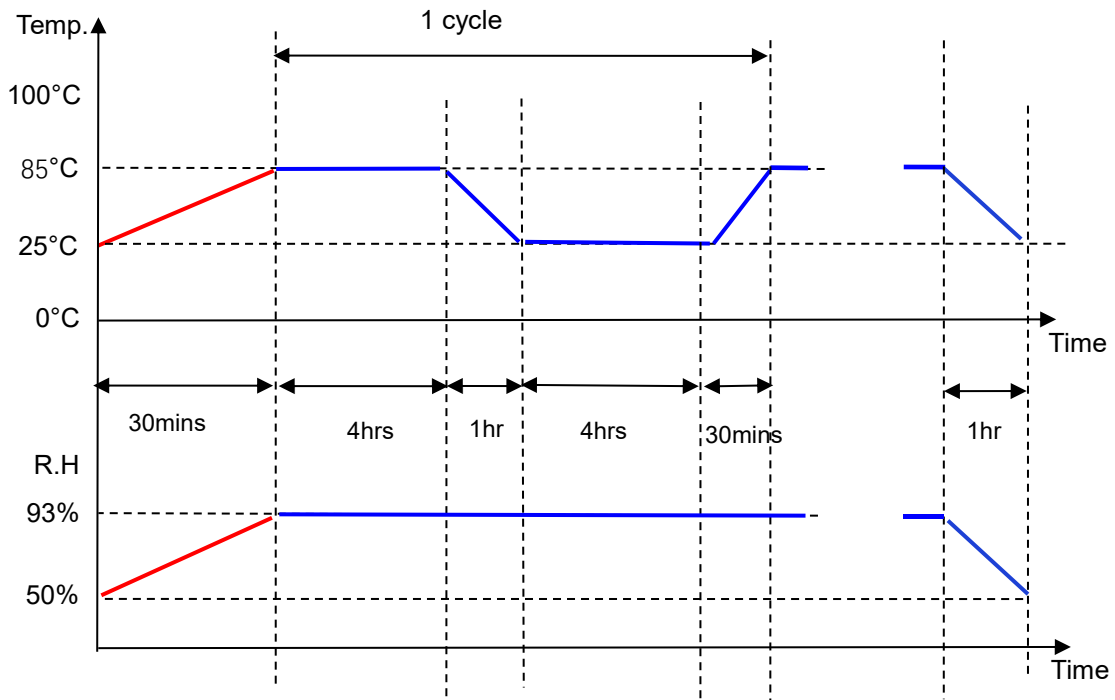 Temp.
1 cycle
100°C
85°C
25°C
0°C
Time
30mins
4hrs
1hr
4hrs
30mins
1hr
R.H
93%
50%
Time